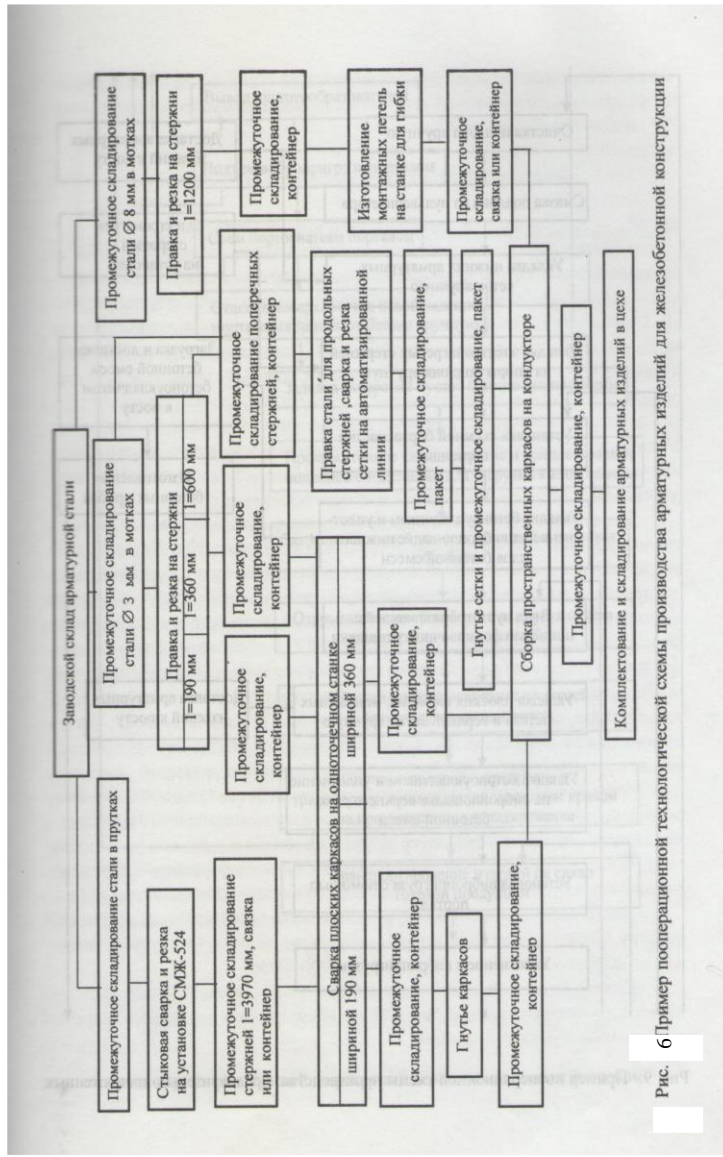 Заводской склад арматурной стали
Промежуточное складирование стали в прутках
Стыковая сварка и резка
на установке СМЖ-524
Промежуточное складирование
стержней l=3970 мм, связка
или контейнер
Промежуточное складирование
стали ∅ 3 мм в мотках
Правка и резка на стержни
l=190 мм l=360 мм l=600 мм
Промежуточное
складирование,
контейнер
Промежуточное
складирование,
контейнер
Промежуточное
складирование поперечных
стержней, контейнер
Промежуточное складирование
стали ∅ 8 мм в мотках
Правка и резка на стержни
l=1200 мм
Промежуточное
складирование,
контейнер
Изготовление
монтажных петель
на станке для гибки
Промежуточное
складирование,
связка или контейнер
Сварка плоских каркасов на одноточечном станке
шириной 190 мм шириной 360 мм
Промежуточное
складирование, контейнер
Гнутье каркасов
Промежуточное складирование,
контейнер
Промежуточное
складирование,
контейнер
Правка стали для продольных
стержней ,сварка и резка
сетки на автоматизированной
линии
Промежуточное складирование,
пакет
Гнутье сетки и промежуточное складирование, пакет
Сборка пространственных каркасов на кондукторе
Промежуточное складирование, контейнер
Комплектование и складирование арматурных изделий в цехе
Рис. 6 Пример пооперационной технологической схемы производства арматурных изделий для железобетонной конструкции